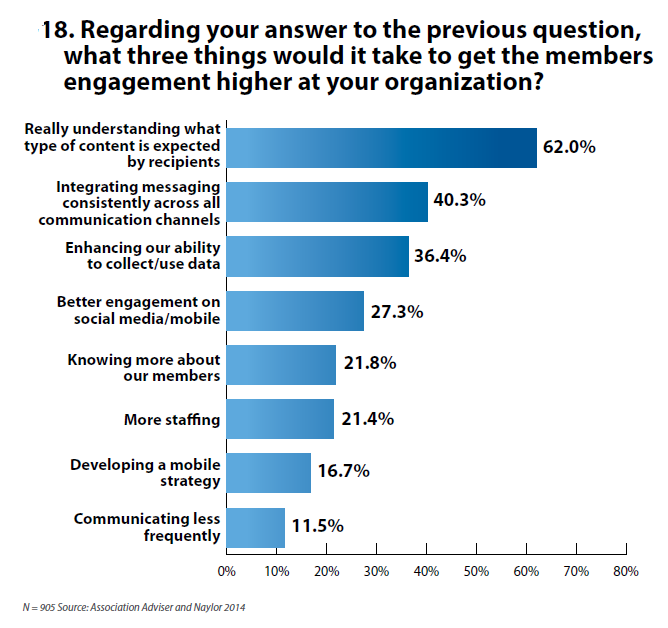 18. Regarding your answer to the previous question,
what three things would it take to get the members
engagement higher at your organization?
Really understanding what
type of content is expected
by recipients
62.0%
Integrating messaging
consistently across all
communication channels
40.3%
Enhancing our ability
to collect/use data
36.4%
Better engagement on
social media/mobile
27.3%
Knowing more about
our members
21.8%
More staffing
21.4%
Developing a mobile
strategy
16.7%
Communicating less
frequently
11.5%
0% 10% 20% 30% 40% 50% 60% 70% 80%
N = 905 Source: Association Adviser and Naylor 2014